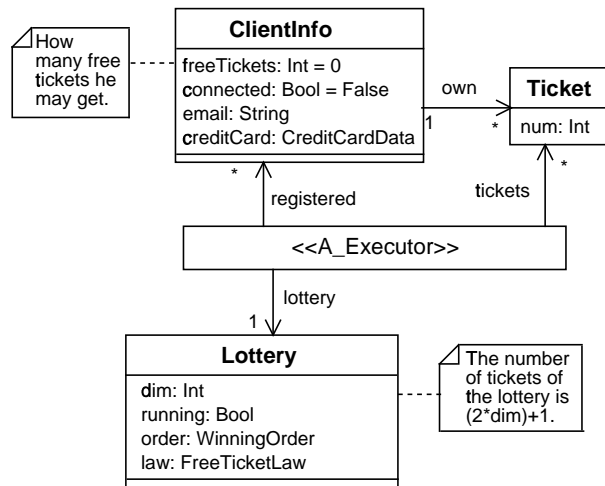 How
many free
tickets he
may get.
ClientInfo
freeTickets: Int = 0
connected: Bool = False
email: String
creditCard: CreditCardData
own
1
*
Ticket
num: Int
*
registered
*
tickets
<<A_Executor>>
lottery
1
Lottery
dim: Int
running: Bool
order: WinningOrder
law: FreeTicketLaw
The number
of tickets of
the lottery is
(2*dim)+1.